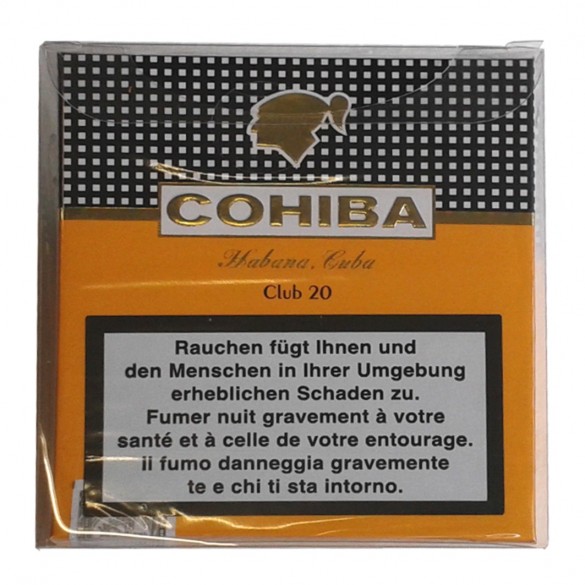 COHIBA
Habana, Cuba
Club 20
Rauchen fügt Ihnen und
den Menschen in Ihrer Umgebung
erheblichen Schaden zu.
Fumer nuit gravement à votre
santé et à celle de votre entourage.
il fumo danneggia gravemente
te e chi ti sta intorno.